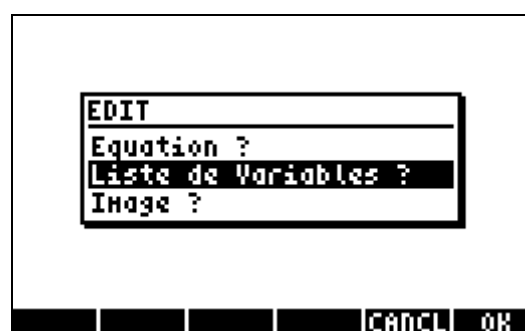 EDIT
Equation ?
Liste de Variables ?
Image ?
CANCL OK